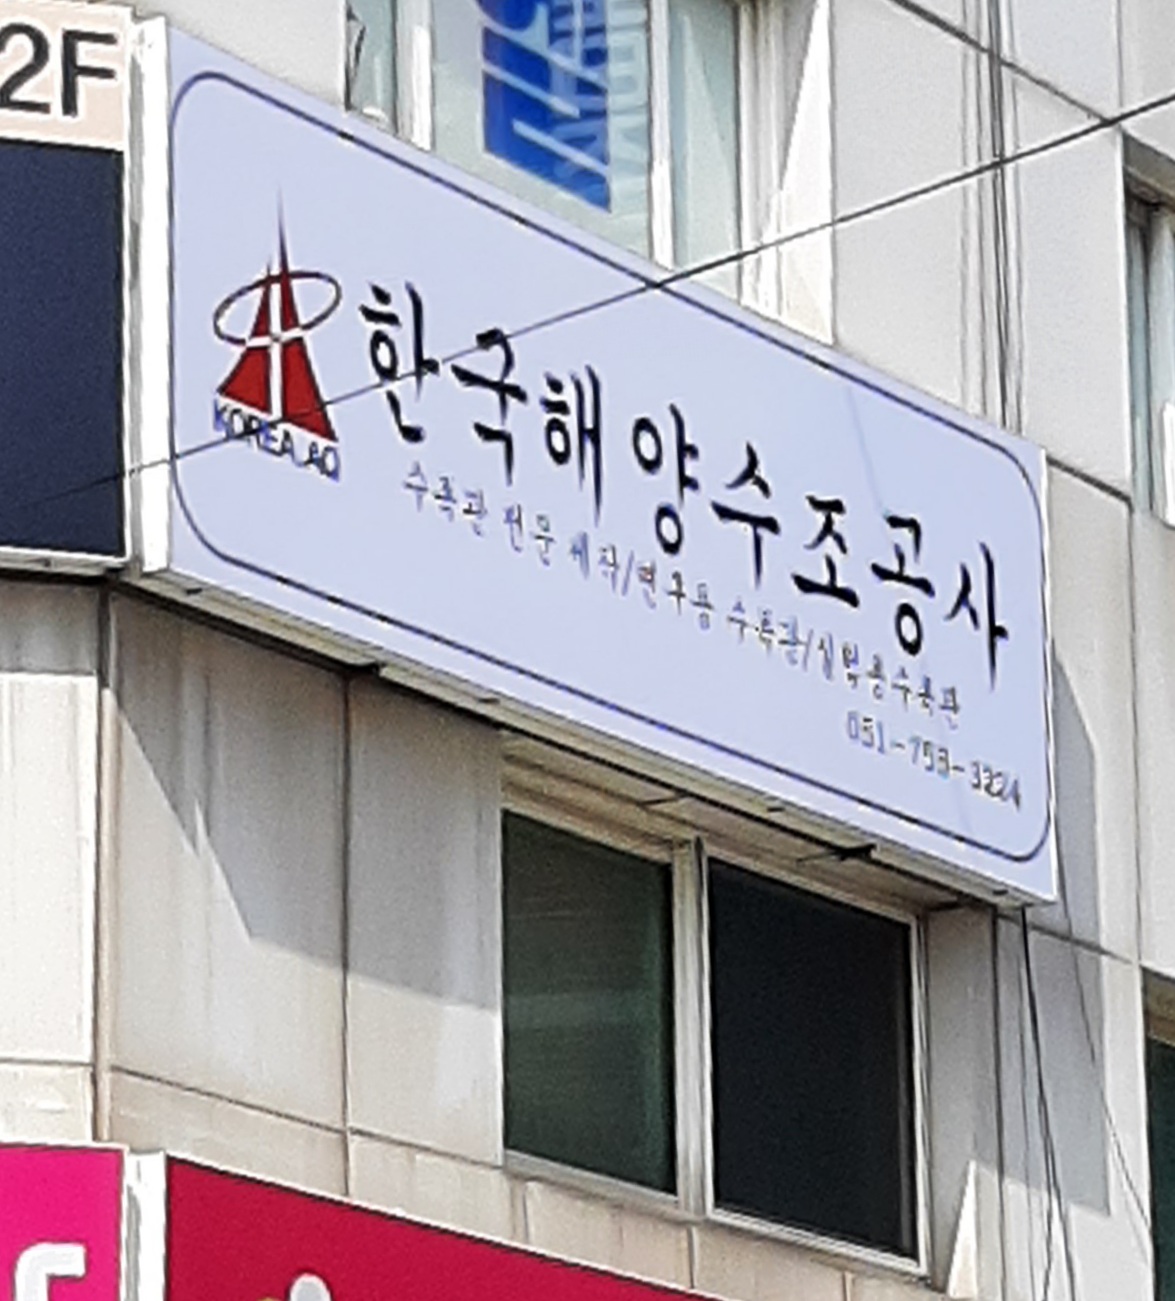 2F
KOREA AQ
한국해양수조공사
수족관 전문 제작/연구용 수족관/실험용수족관
051-753-3224